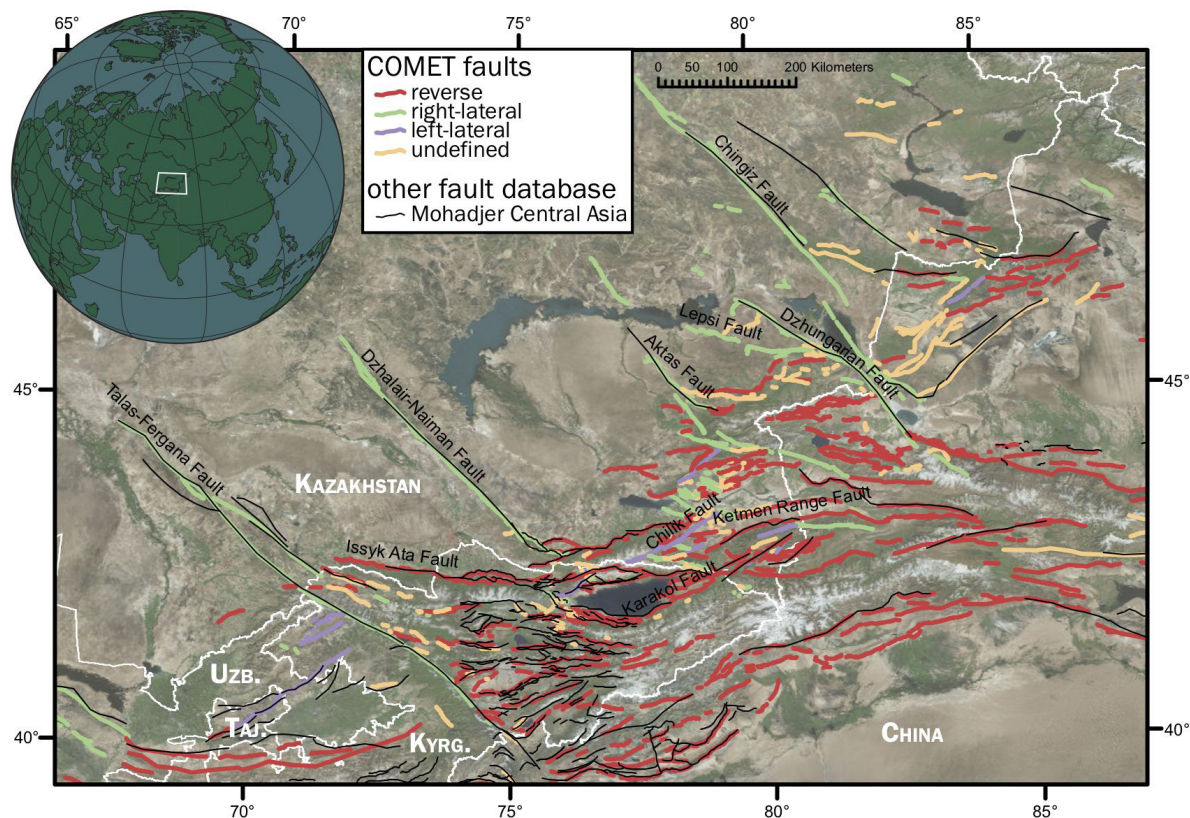 65° 70° 75° 80° 85°
COMET faults
reverse
right-lateral
left-lateral
undefined
other fault database
Mohadjer Central Asia
0 50 100 200 Kilometers
Chingiz Fault
Lepsi Fault
Dzhungarian Fault
Aktas Fault
Dzhalair-Naiman Fault
45° 45°
Talas-Fergana Fault
KAZAKHSTAN
Ketmen Range Fault
Chilik Fault
Issyk Ata Fault
Karakol Fault
UZB.
TAJ.
KYRG.
CHINA
40° 40°
70° 75° 80° 85°